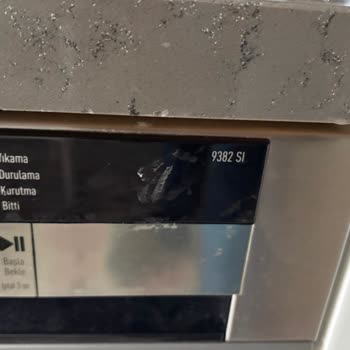 Yıkama
9382 SI
Durulama
Kurutma
Bitti
Başla
Bekle
İptal 3 sn